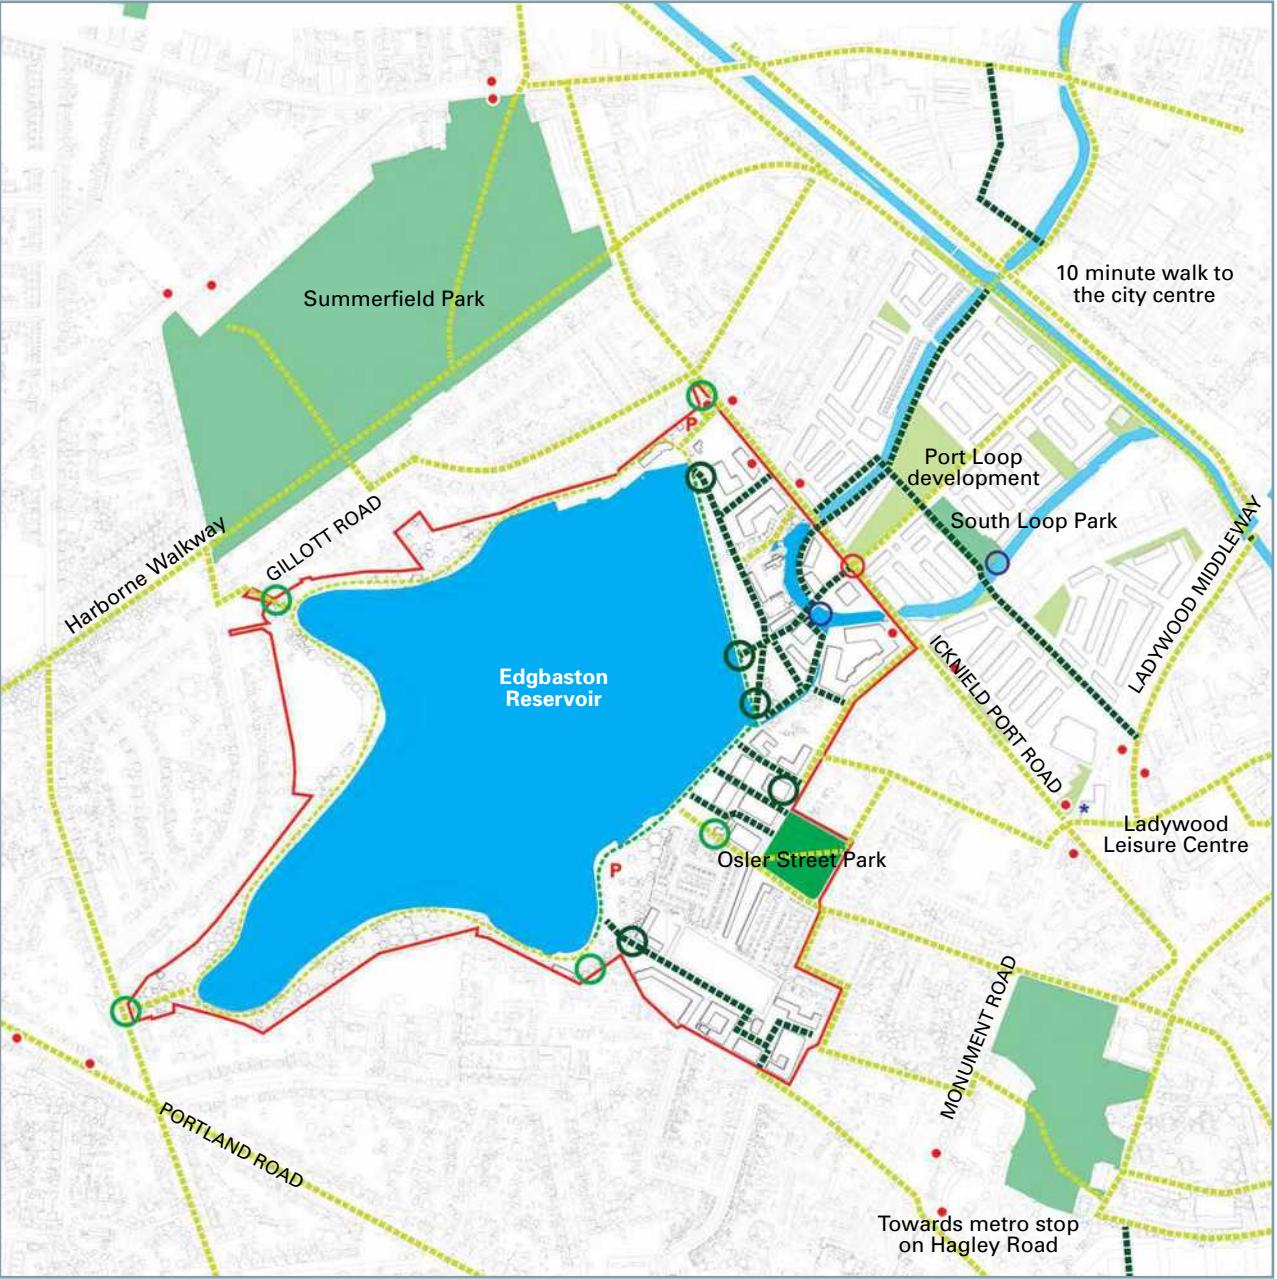 Summerfield Park
10 minute walk to
the city centre
P
Port Loop
development
South Loop Park
Harborne Walkway
GILLOTT ROAD
LADYWOOD MIDDLEWAY
Edgbaston
Reservoir
ICKNIELD PORT ROAD
*
Ladywood
Leisure Centre
P
Osler Street Park
MONUMENT ROAD
PORTLAND ROAD
Towards metro stop
on Hagley Road